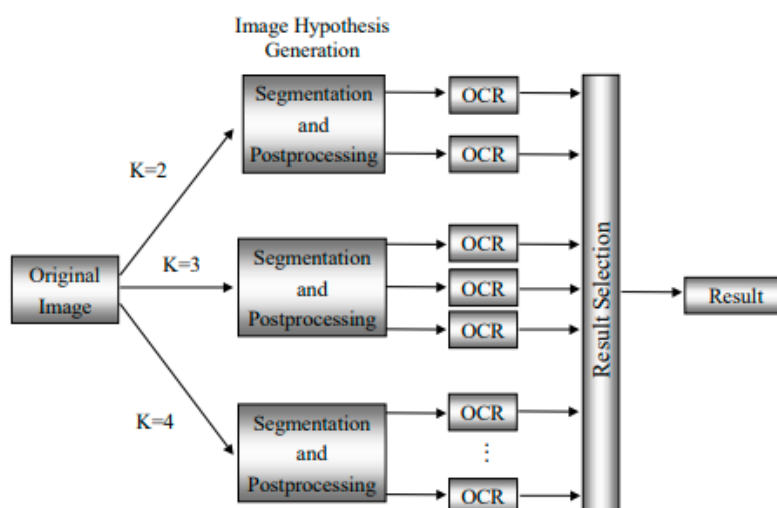 Image Hypothesis
Generation
Segmentation
and
Postprocessing
OCR
OCR
K=2
Original
Image
K=3
Segmentation
and
Postprocessing
OCR
OCR
OCR
Result Selection
Result
K=4
Segmentation
and
Postprocessing
OCR
⋮
OCR